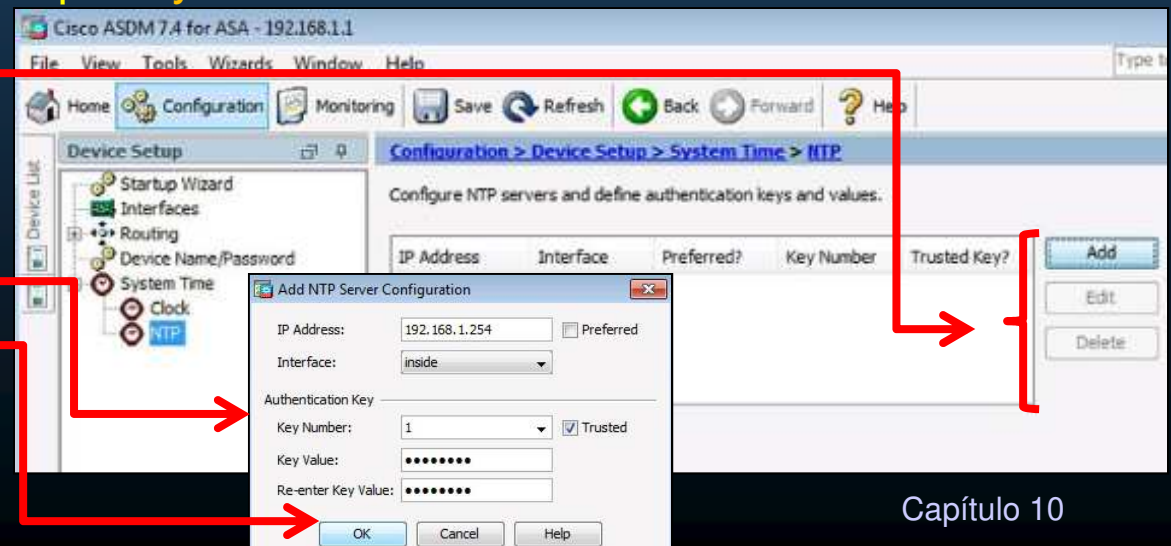 Cisco ASDM 7.4 for ASA - 192.168.1.1
File View Tools Wizards Window Help
Type
Home Configuration Monitoring Save Refresh Back Forward Help
Device List
Device Setup
Startup Wizard
Interfaces
Routing
Device Name/Password
System Time
Clock
NTP
Configuration > Device Setup > System Time > NTP
Configure NTP servers and define authentication keys and values.
IP Address Interface Preferred? Key Number Trusted Key?
Add
Edit
Delete
Add NTP Server Configuration
IP Address: 192.168.1.254 Preferred
Interface: inside
Authentication Key
Key Number: 1 Trusted
Key Value: ●●●●●●●●
Re-enter Key Value: ●●●●●●●●
OK Cancel Help
Capítulo 10